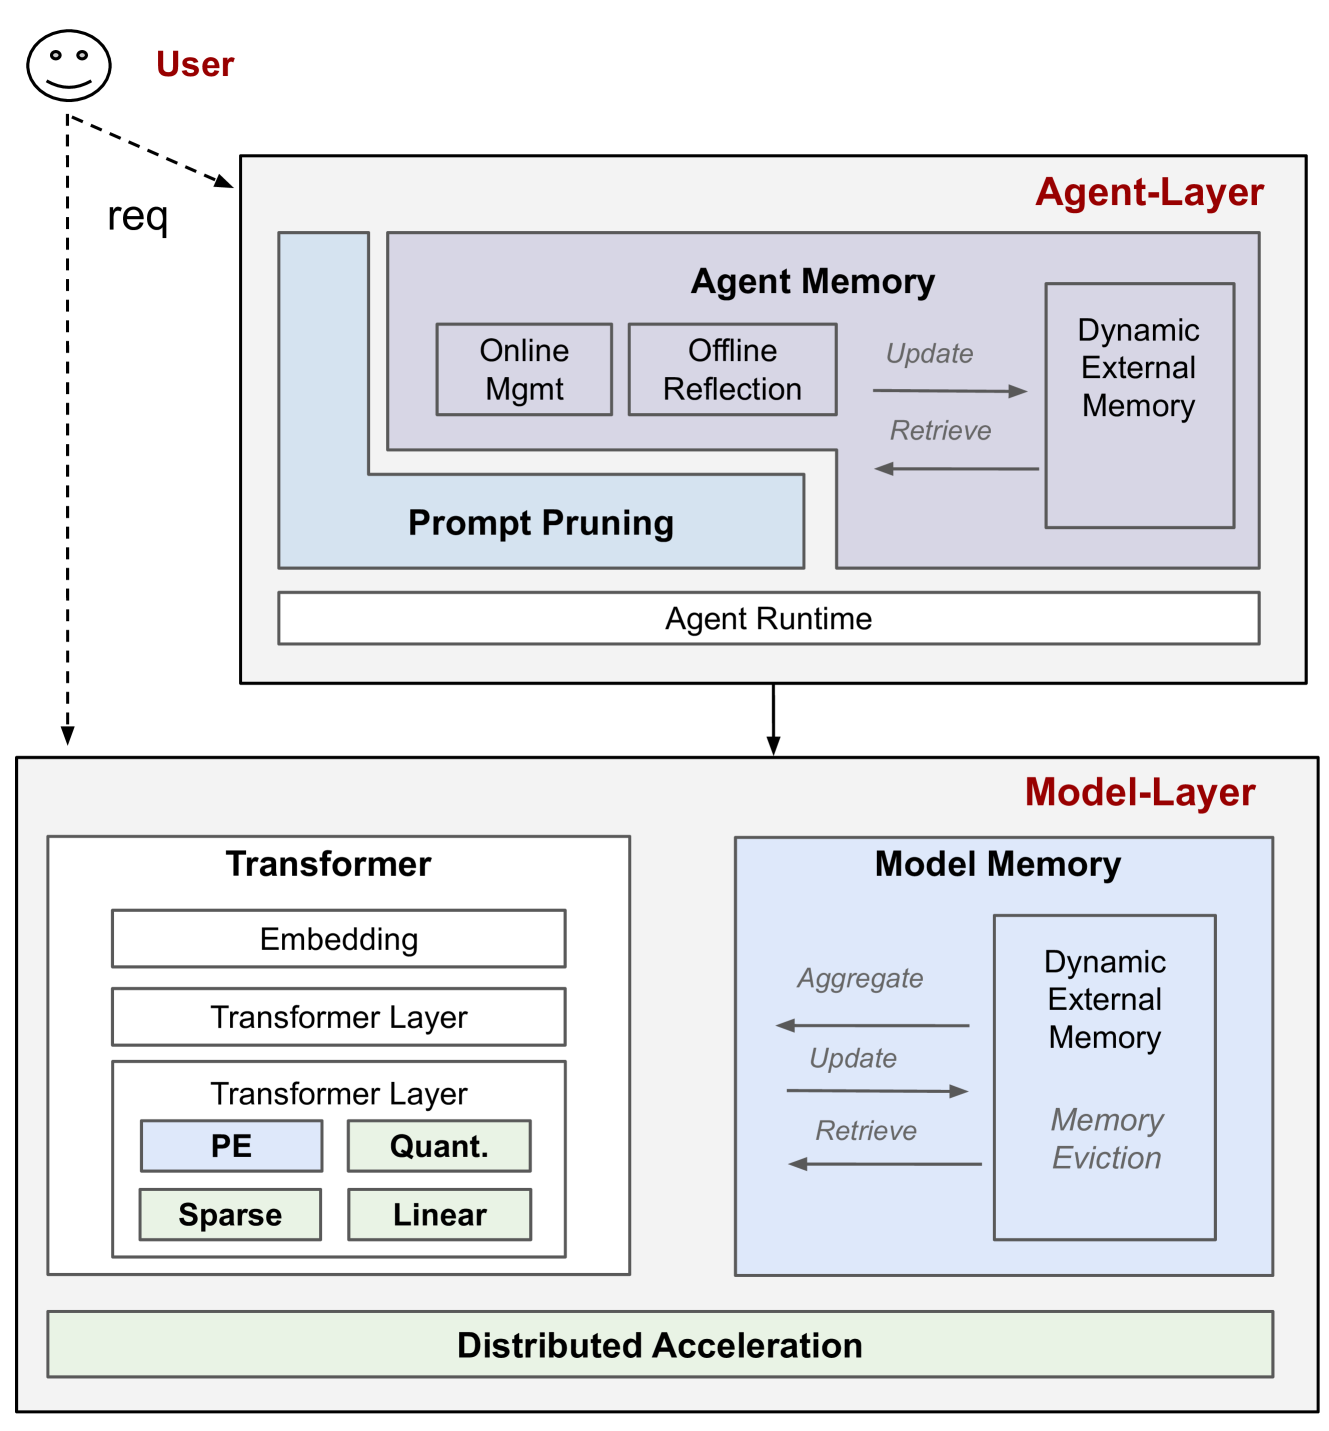 User
req
Agent-Layer
Agent Memory
Online
Mgmt
Offline
Reflection
Update
Retrieve
Dynamic
External
Memory
Prompt Pruning
Agent Runtime
Model-Layer
Transformer
Embedding
Transformer Layer
Transformer Layer
PE
Quant.
Sparse
Linear
Model Memory
Aggregate
Update
Retrieve
Dynamic
External
Memory
Memory
Eviction
Distributed Acceleration